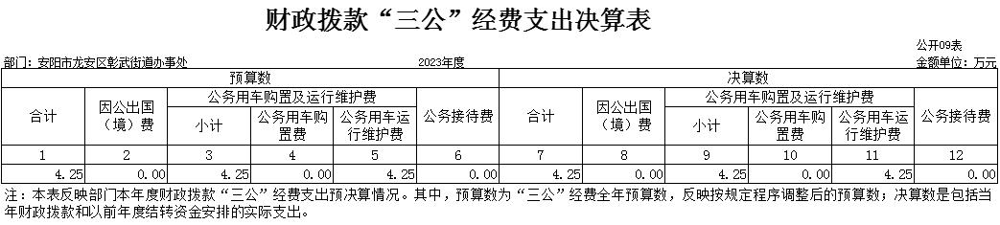 财政拨款“三公”经费支出决算表
公开09表
部门：安阳市龙安区彰武街道办事处 2023年度 金额单位：万元
预算数 决算数
合计 因公出国（境）费 公务用车购置及运行维护费 公务接待费 合计 因公出国（境）费 公务用车购置及运行维护费 公务接待费
小计 公务用车购置费 公务用车运行维护费 小计 公务用车购置费 公务用车运行维护费
1 2 3 4 5 6 7 8 9 10 11 12
4.25 0.00 4.25 0.00 4.25 0.00 4.25 0.00 4.25 0.00 4.25 0.00
注：本表反映部门本年度财政拨款“三公”经费支出预决算情况。其中，预算数为“三公”经费全年预算数，反映按规定程序调整后的预算数；决算数是包括当
年财政拨款和以前年度结转资金安排的实际支出。